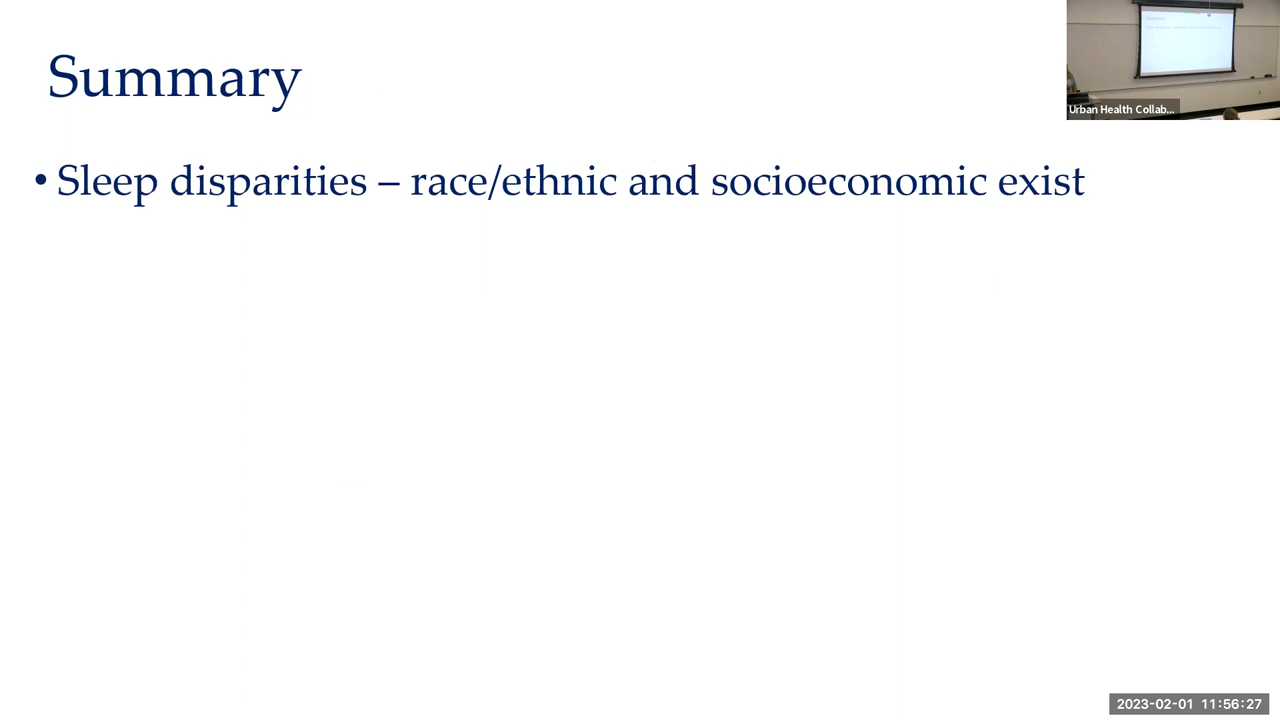 Summary
Urban Health Collab...
• Sleep disparities – race/ethnic and socioeconomic exist
2023-02-01 11:56:27